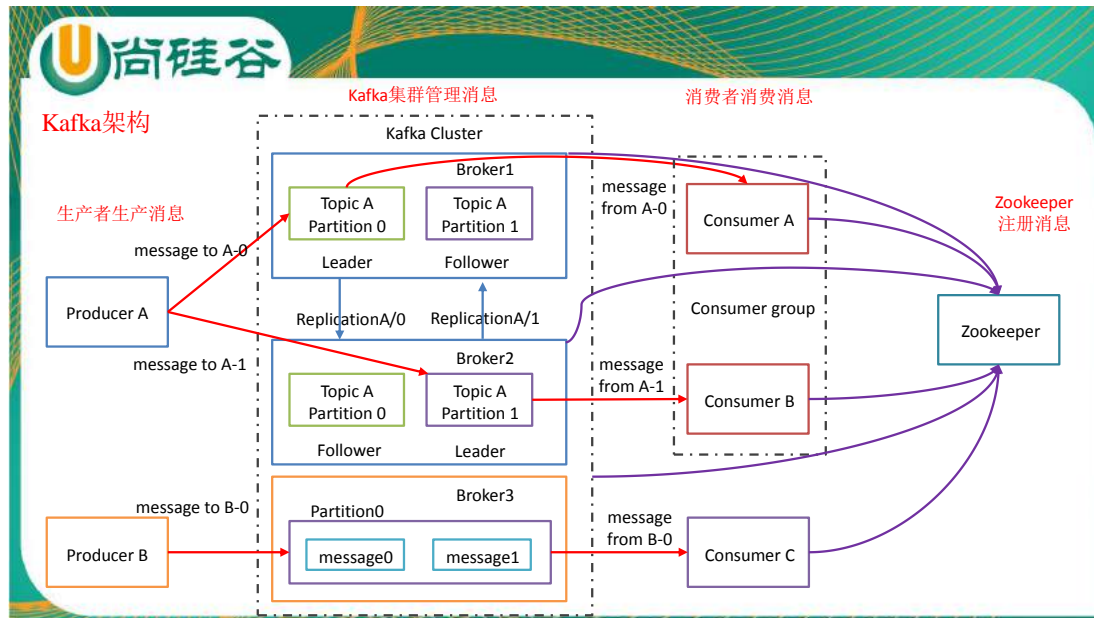 尚硅谷
Kafka架构
Kafka集群管理消息
消费者消费消息
Kafka Cluster
Broker1
Topic A
Partition 0
Topic A
Partition 1
Leader
Follower
生产者生产消息
message to A-0
Producer A
message to A-1
ReplicationA/0
ReplicationA/1
Broker2
Topic A
Partition 0
Topic A
Partition 1
Follower
Leader
message
from A-0
Consumer A
Consumer group
message
from A-1
Consumer B
Zookeeper
注册消息
Zookeeper
message to B-0
Producer B
Broker3
Partition0
message0
message1
message
from B-0
Consumer C